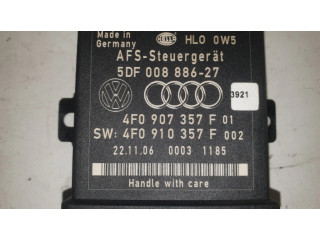 Made in
Germany
HELLA
HLO 0W5
AFS-Steuergerät
5DF 008 886-27
3921
4F0 907 357 F 01
SW: 4F0 910 357 F 002
22.11.06 0003 1185
Handle with care